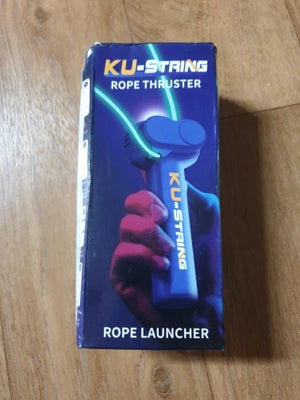 KU-STRING
ROPE THRUSTER
KU-STRING
ROPE LAUNCHER